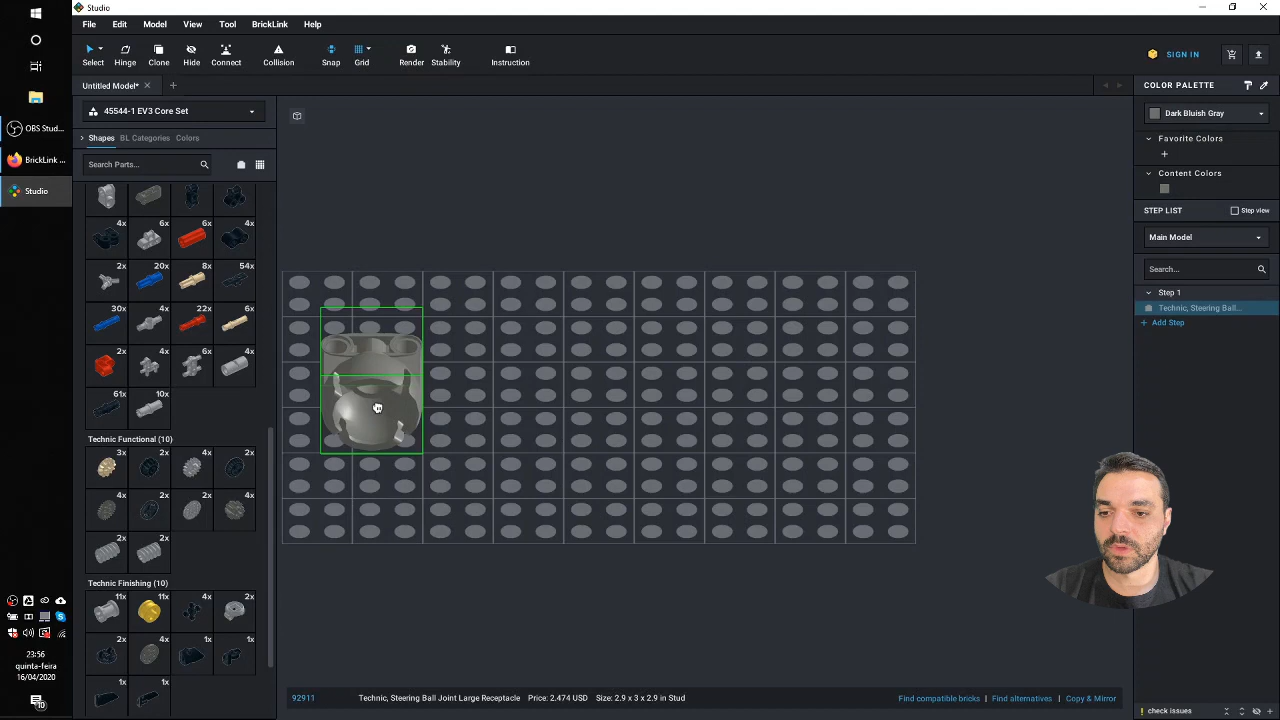 Studio
File Edit Model View Tool BrickLink Help
Select Hinge Clone Hide Connect Collision Snap Grid Render Stability Instruction
SIGN IN
Untitled Model*
COLOR PALETTE
45544-1 EV3 Core Set
Dark Bluish Gray
OBS Stud...
Shapes BL Categories Colors
Favorite Colors
BrickLink ...
Search Parts...
Content Colors
Studio
STEP LIST
Step view
4x 6x 6x 4x
Main Model
2x 20x 8x 54x
Search...
Step 1
30x 4x 22x 6x
Technic, Steering Ball...
Add Step
2x 4x 6x 4x
61x 10x
Technic Functional (10)
3x 2x 4x 2x
4x 2x 2x 4x
2x 2x
Technic Finishing (10)
11x 11x 4x 2x
2x 4x 1x 1x
1x 1x
23:56
quinta-feira
16/04/2020
10
92911 Technic, Steering Ball Joint Large Receptacle Price: 2.474 USD Size: 2.9 x 3 x 2.9 in Stud
Find compatible bricks | Find alternatives | Copy & Mirror
check issues